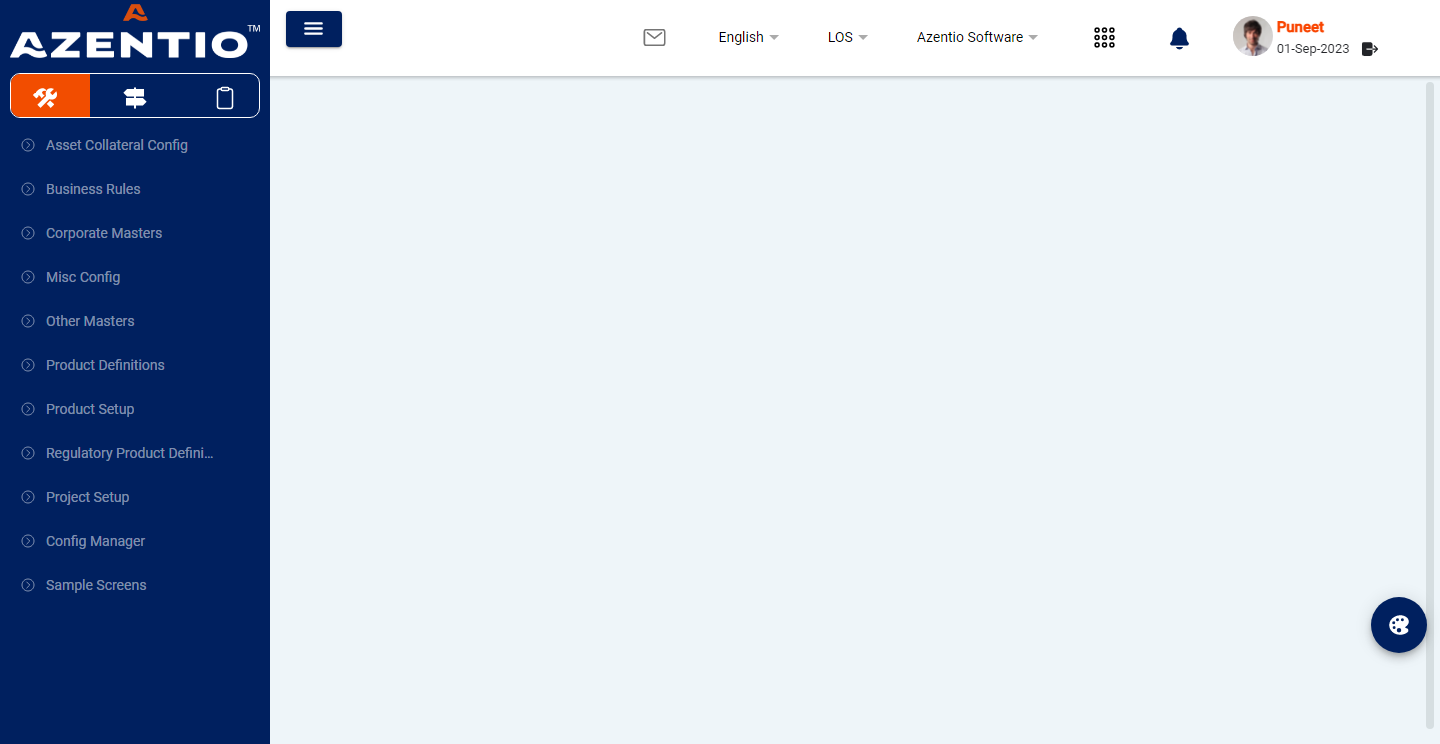 AZENTIO™
English
LOS
Azentio Software
Puneet
01-Sep-2023
Asset Collateral Config
Business Rules
Corporate Masters
Misc Config
Other Masters
Product Definitions
Product Setup
Regulatory Product Defini...
Project Setup
Config Manager
Sample Screens